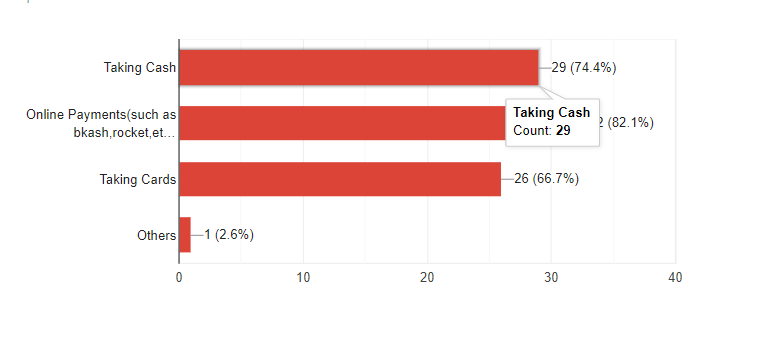 Taking Cash
29 (74.4%)
Online Payments(such as
bkash,rocket,et...
Taking Cash
Count: 29
2 (82.1%)
Taking Cards
26 (66.7%)
Others
1 (2.6%)
0 10 20 30 40